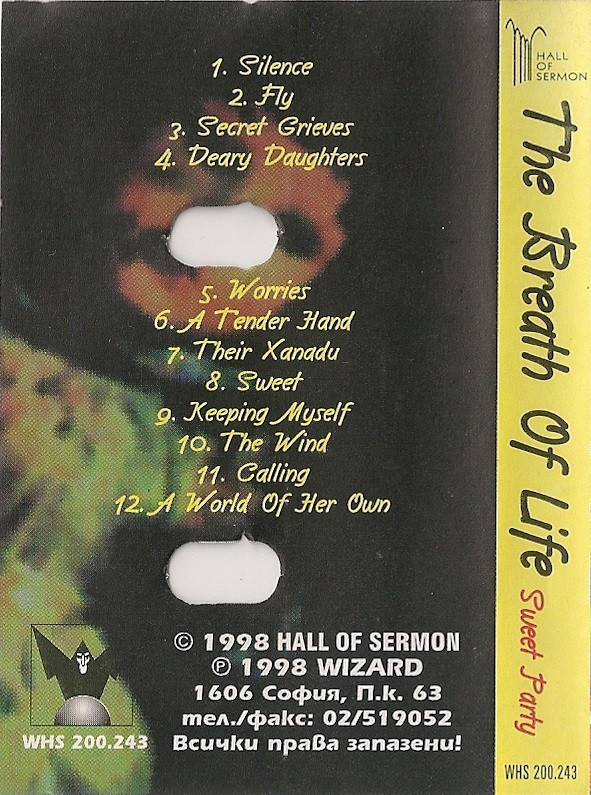 1. Silence
2. Fly
3. Secret Grieves
4. Deary Daughters
5. Worries
6. A Tender Hand
7. Their Xanadu
8. Sweet
9. Keeping Myself
10. The Wind
11. Calling
12. A World Of Her Own
© 1998 HALL OF SERMON
℗ 1998 WIZARD
1606 София, П.к. 63
тел./факс: 02/519052
Всички права запазени!
WHS 200.243
HALL
OF
SERMON
The Breath Of Life
Sweet Party
WHS 200.243